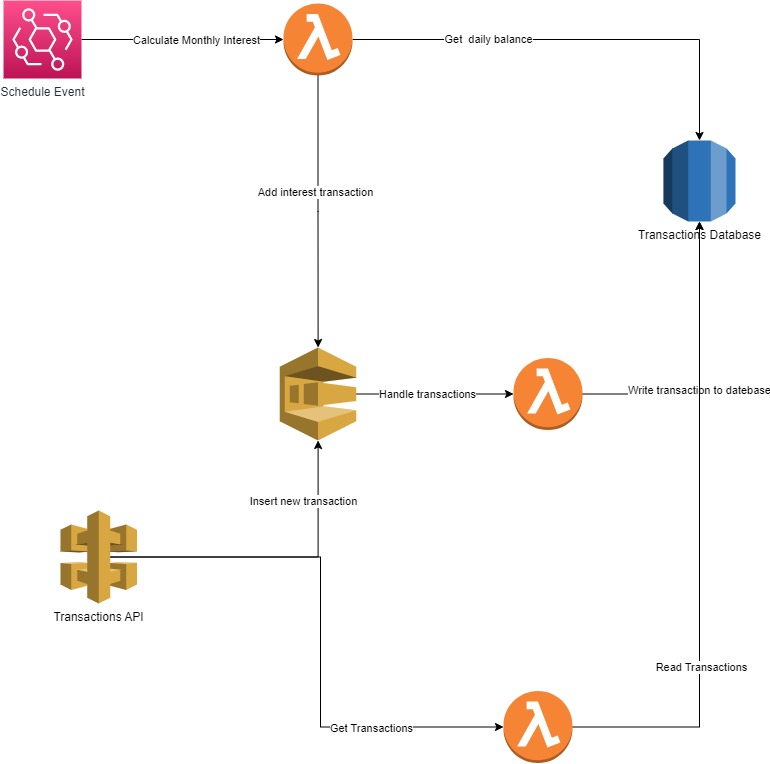 Calculate Monthly Interest
Get daily balance
Schedule Event
Add interest transaction
Transactions Database
Handle transactions
Write transaction to datebase
Insert new transaction
Transactions API
Read Transactions
Get Transactions